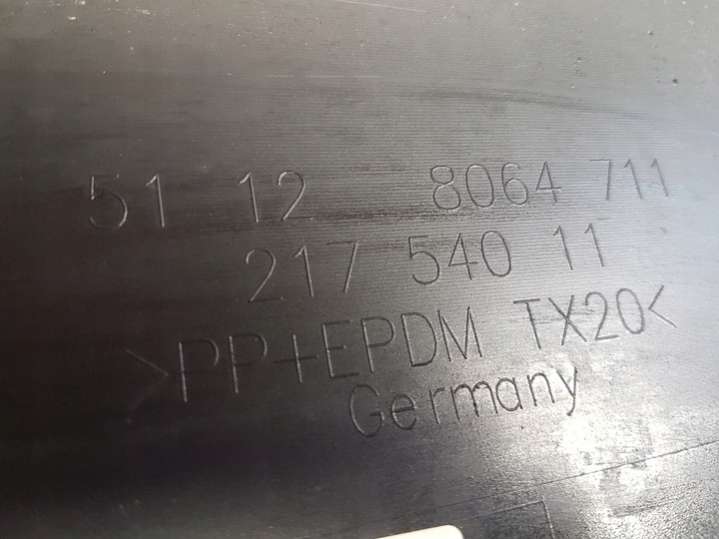 51 12 8064 711
217 540 11
>PP+EPDM TX20<
Germany